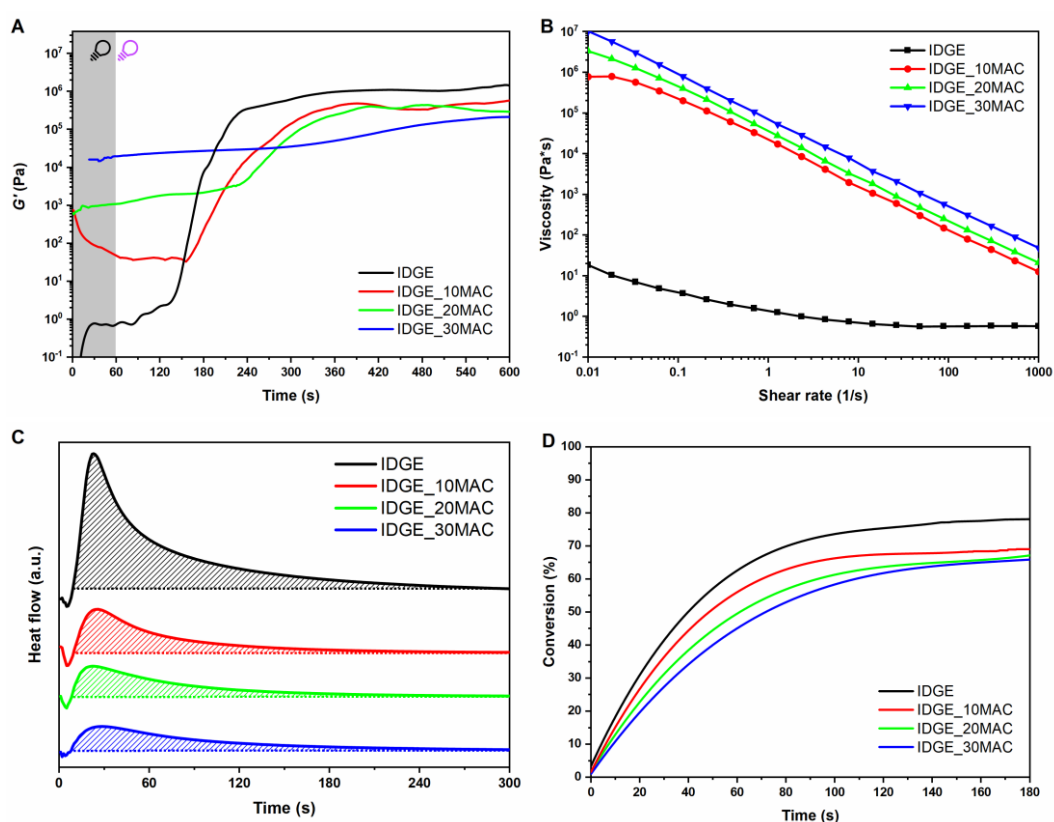 A
G' (Pa)
10⁷
10⁶
10⁵
10⁴
10³
10²
10¹
10⁰
10⁻¹
0 60 120 180 240 300 360 420 480 540 600
Time (s)
IDGE
IDGE_10MAC
IDGE_20MAC
IDGE_30MAC
B
Viscosity (Pa*s)
10⁷
10⁶
10⁵
10⁴
10³
10²
10¹
10⁰
10⁻¹
0.01 0.1 1 10 100 1000
Shear rate (1/s)
IDGE
IDGE_10MAC
IDGE_20MAC
IDGE_30MAC
C
Heat flow (a.u.)
0 60 120 180 240 300
Time (s)
IDGE
IDGE_10MAC
IDGE_20MAC
IDGE_30MAC
D
Conversion (%)
100
90
80
70
60
50
40
30
20
10
0
0 20 40 60 80 100 120 140 160 180
Time (s)
IDGE
IDGE_10MAC
IDGE_20MAC
IDGE_30MAC